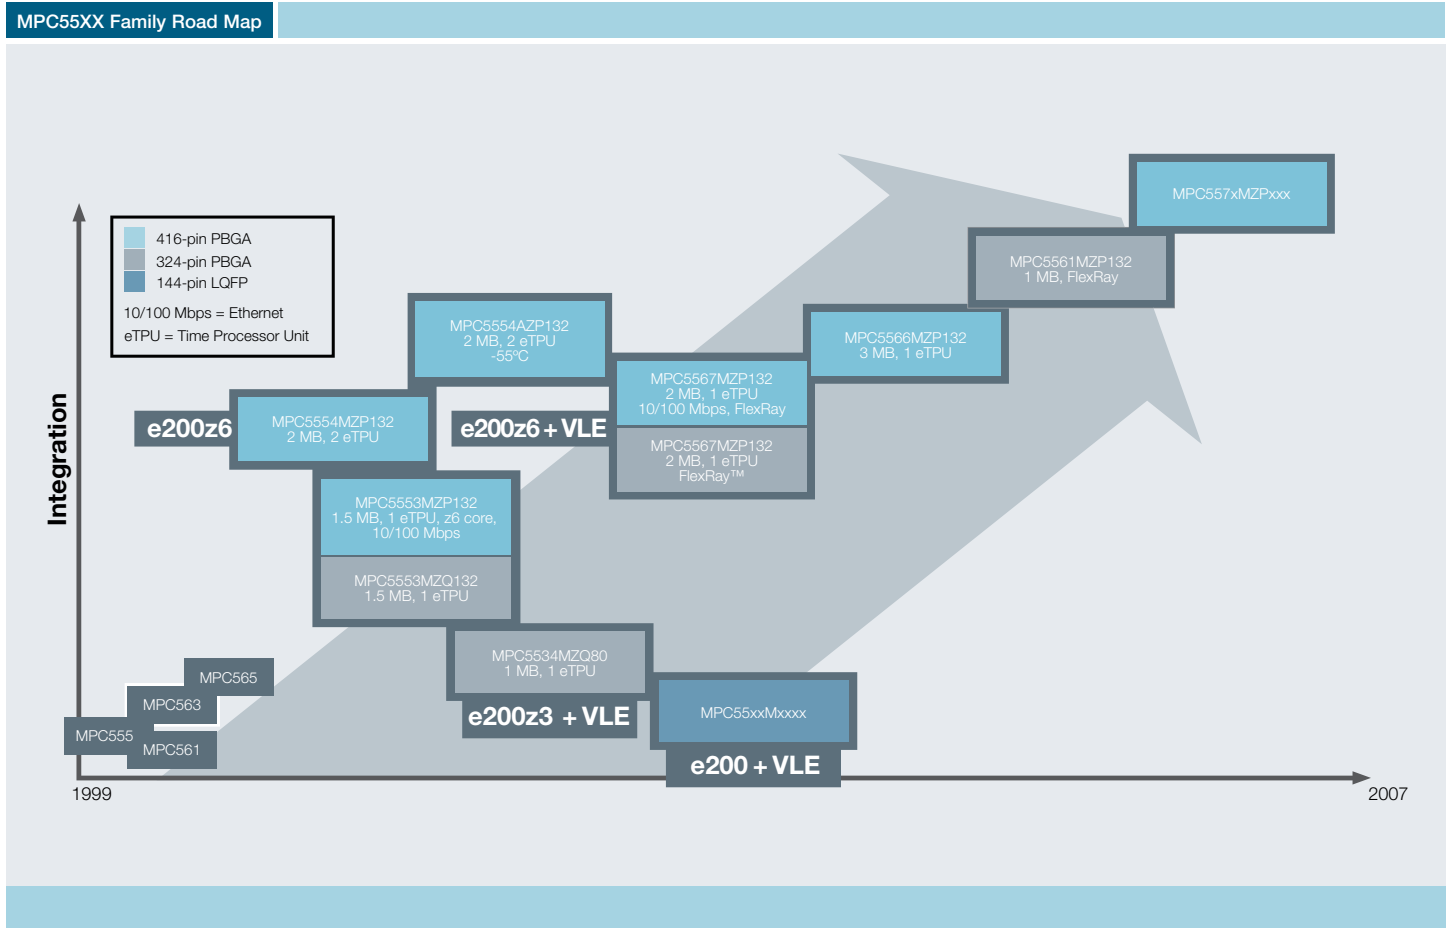 MPC55XX Family Road Map
416-pin PBGA
324-pin PBGA
144-pin LQFP
10/100 Mbps = Ethernet
eTPU = Time Processor Unit
Integration
MPC557xMZPxxx
MPC5561MZP132
1 MB, FlexRay
MPC5554AZP132
2 MB, 2 eTPU
-55ºC
MPC5566MZP132
3 MB, 1 eTPU
MPC5567MZP132
2 MB, 1 eTPU
10/100 Mbps, FlexRay
e200z6
MPC5554MZP132
2 MB, 2 eTPU
e200z6 + VLE
MPC5567MZP132
2 MB, 1 eTPU
FlexRay™
MPC5553MZP132
1.5 MB, 1 eTPU, z6 core,
10/100 Mbps
MPC5553MZQ132
1.5 MB, 1 eTPU
MPC5534MZQ80
1 MB, 1 eTPU
e200z3 + VLE
MPC55xxMxxxx
e200 + VLE
MPC565
MPC563
MPC555
MPC561
1999
2007